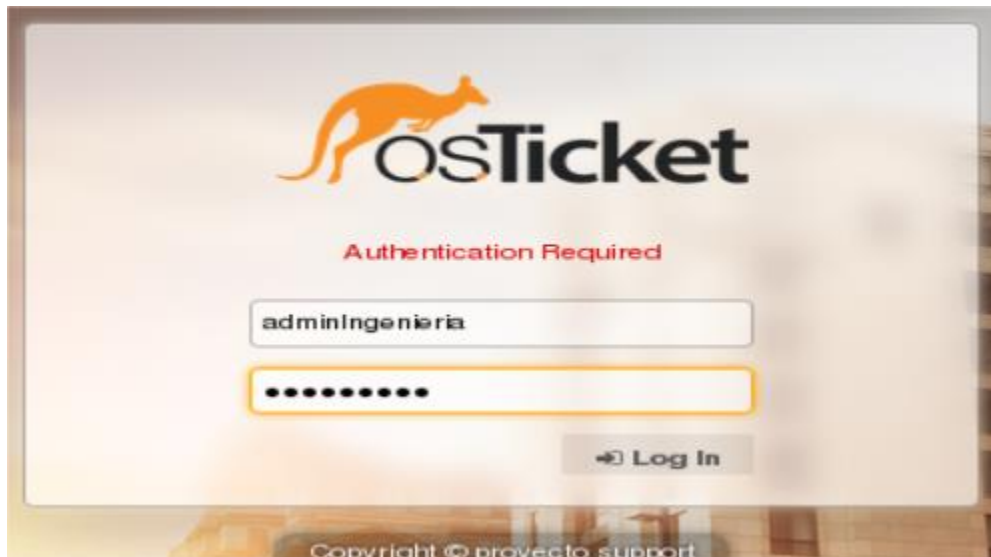 osTicket
Authentication Required
adminIngenieria
•••••••••
Log In
Copyright © proyecto support